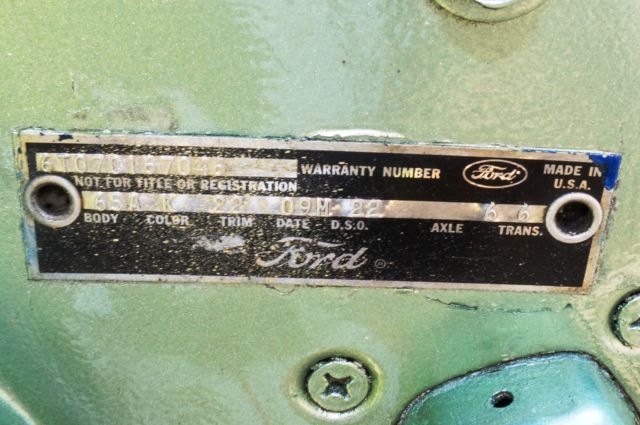 6T07C167046 WARRANTY NUMBER Ford MADE IN
NOT FOR TITLE OR REGISTRATION U.S.A.
65A K 22 09M 22 6 6
BODY COLOR TRIM DATE D.S.O. AXLE TRANS.
Ford ®